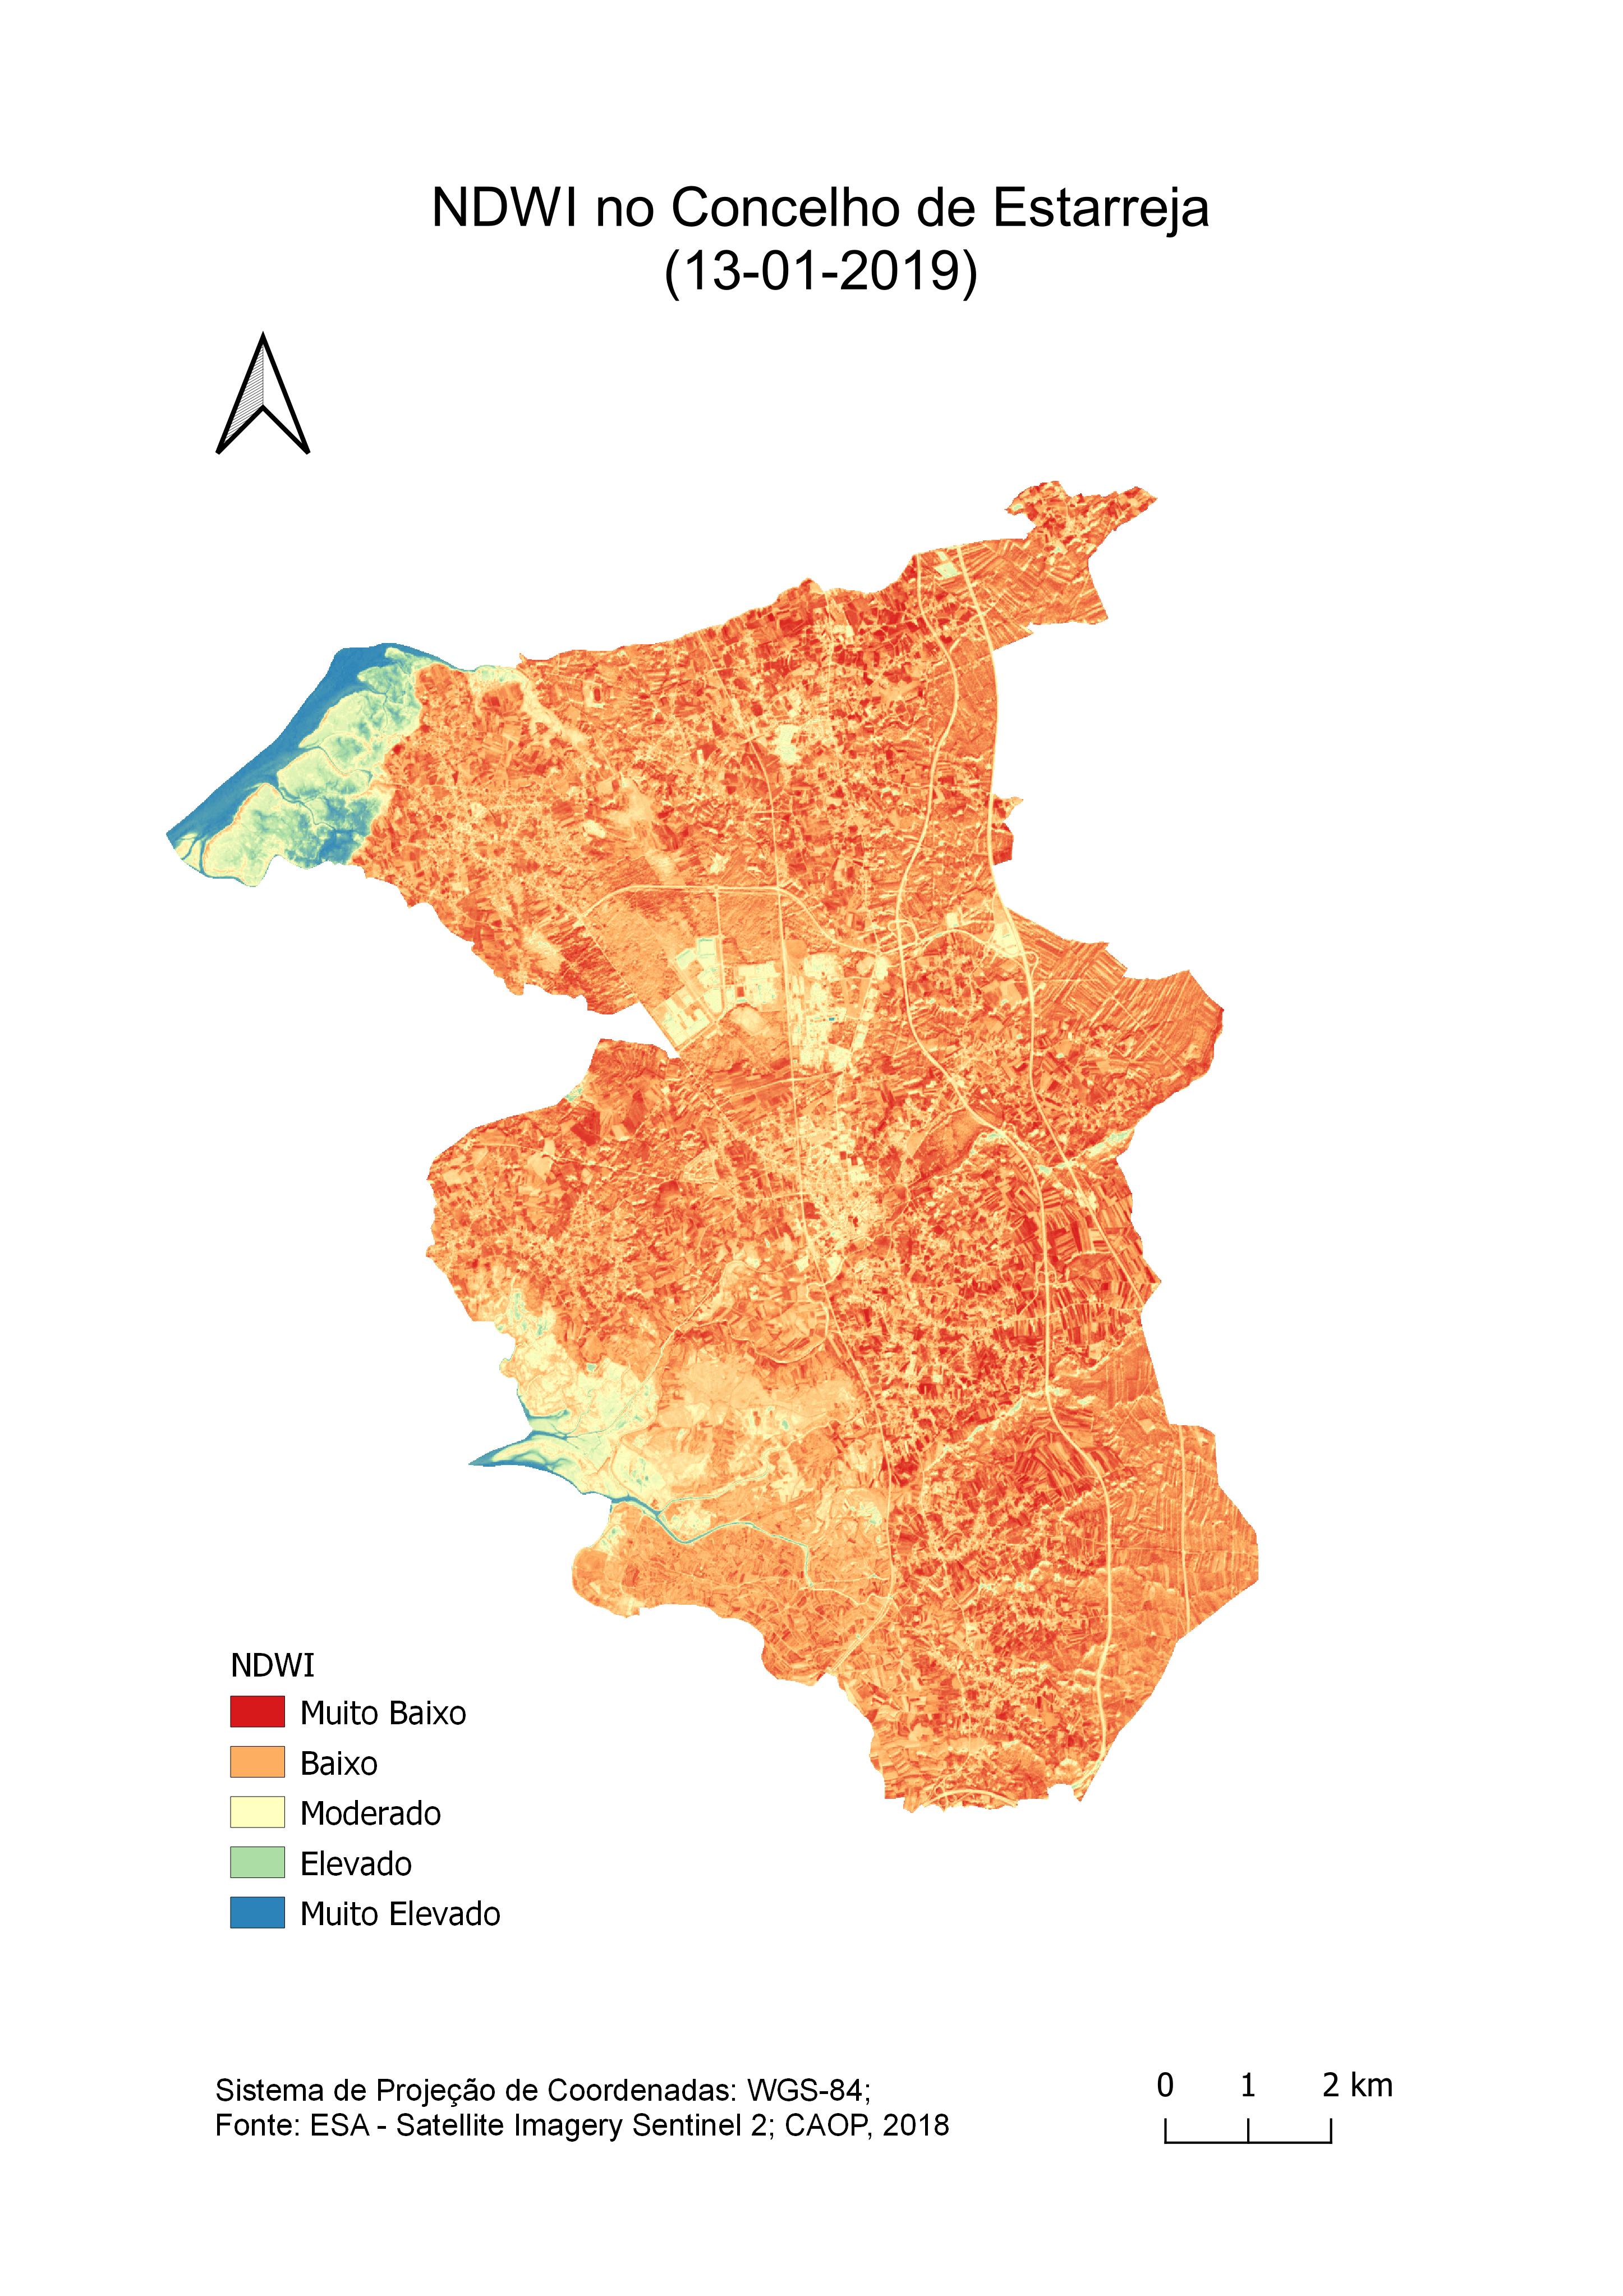 NDWI no Concelho de Estarreja
(13-01-2019)
NDWI
Muito Baixo
Baixo
Moderado
Elevado
Muito Elevado
Sistema de Projeção de Coordenadas: WGS-84;
Fonte: ESA - Satellite Imagery Sentinel 2; CAOP, 2018
0 1 2 km